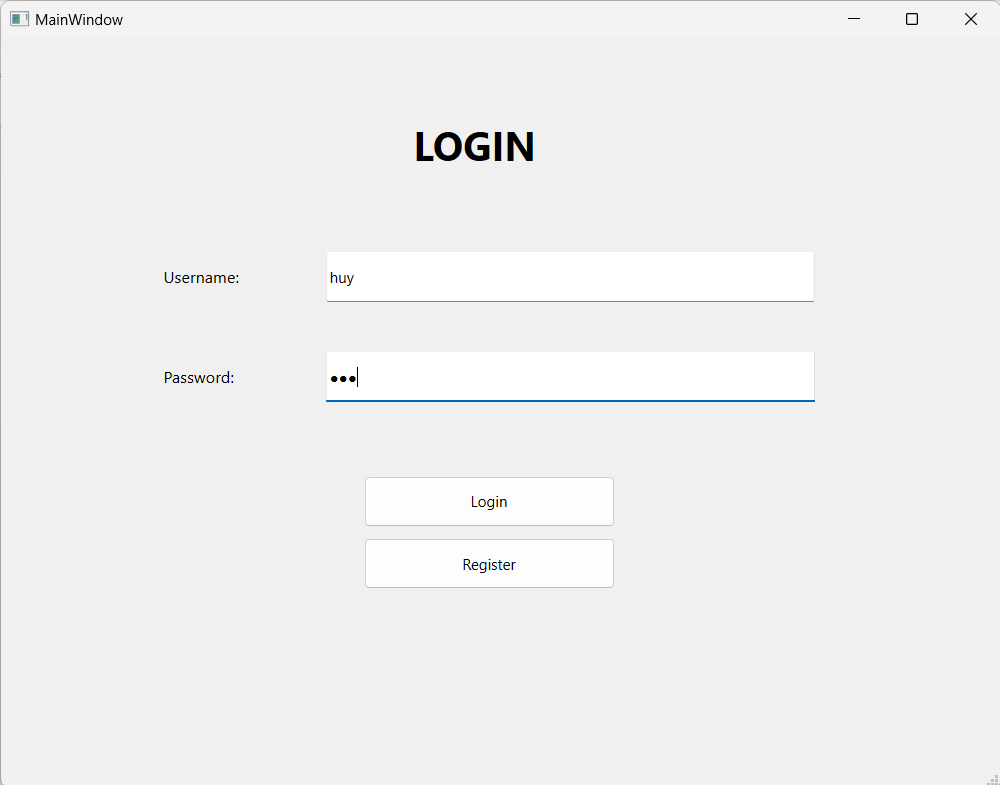 MainWindow
LOGIN
Username:
huy
Password:
•••
Login
Register